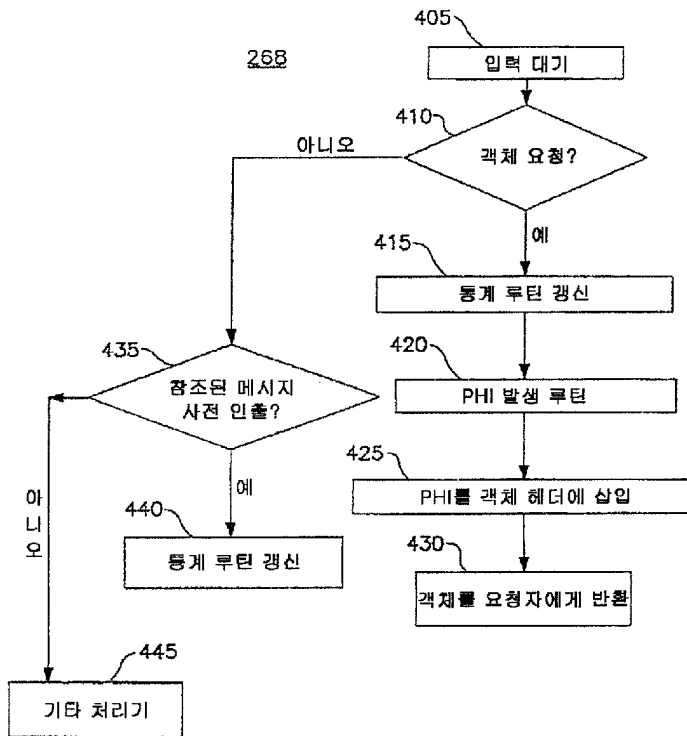 405
268
입력 대기
410
아니오
객체 요청?
예
415
통계 루틴 갱신
435
420
참조된 메시지
사전 인출?
PHI 발생 루틴
425
예
PHI를 객체 헤더에 삽입
아
니
오
440
430
통계 루틴 갱신
객체를 요청자에게 반환
445
기타 처리기